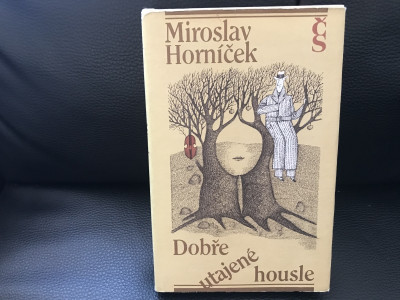 Miroslav
Horníček
čs
Dobře
utajené
housle